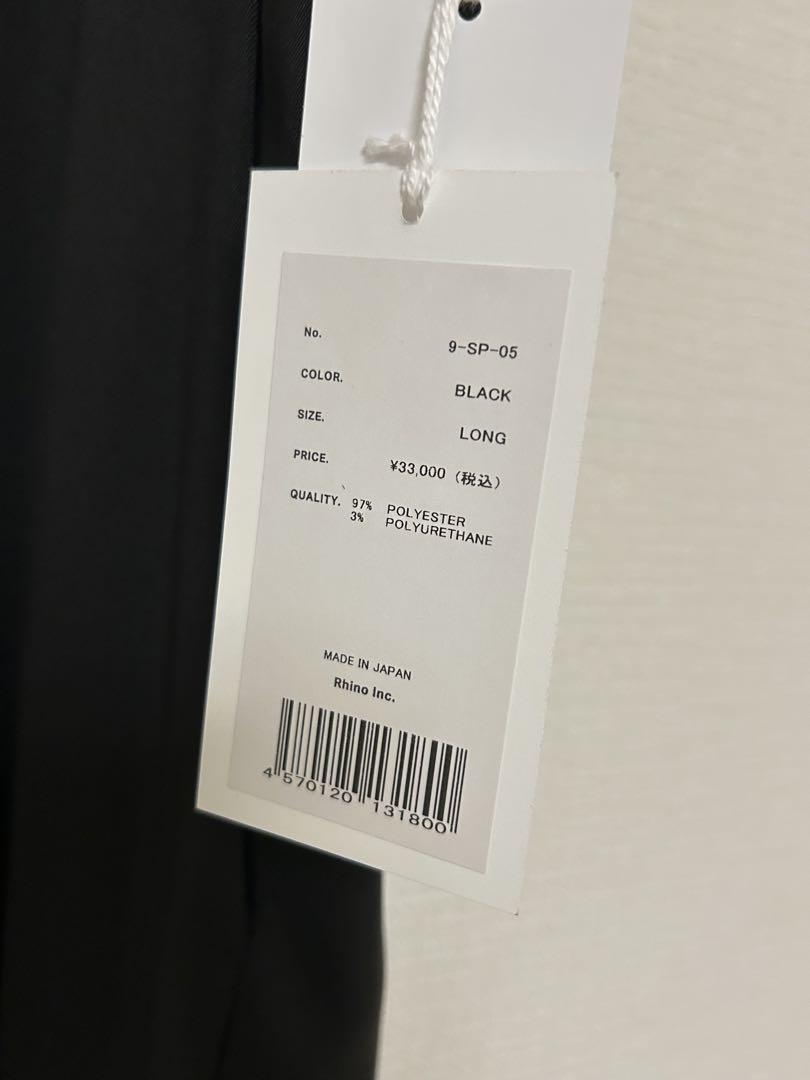 No. 9-SP-05
COLOR. BLACK
SIZE. LONG
PRICE. ¥33,000（税込）
QUALITY. 97% POLYESTER
3% POLYURETHANE
MADE IN JAPAN
Rhino Inc.
4 570120 131800